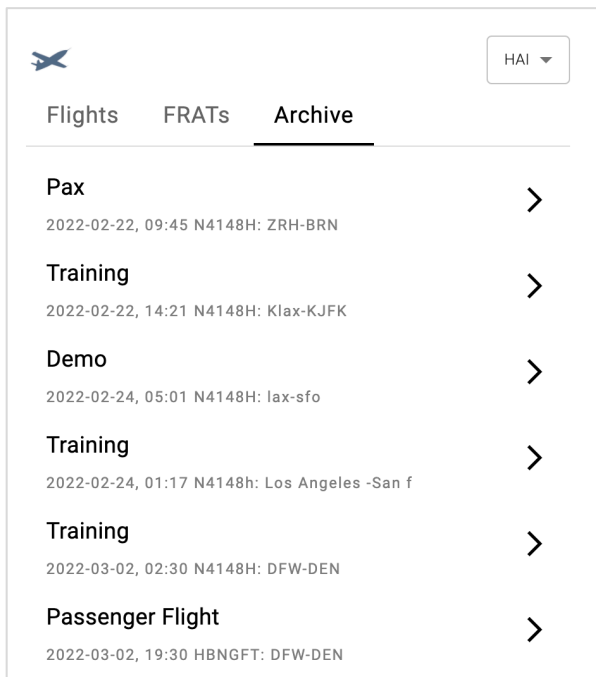 HAI
Flights FRATs Archive
Pax
2022-02-22, 09:45 N4148H: ZRH-BRN
Training
2022-02-22, 14:21 N4148H: Klax-KJFK
Demo
2022-02-24, 05:01 N4148H: lax-sfo
Training
2022-02-24, 01:17 N4148h: Los Angeles -San f
Training
2022-03-02, 02:30 N4148H: DFW-DEN
Passenger Flight
2022-03-02, 19:30 HBNGFT: DFW-DEN